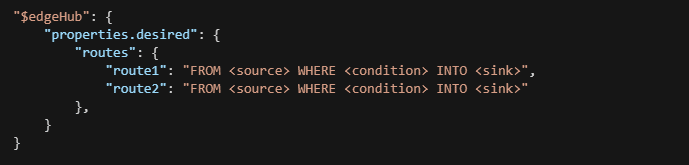 "$edgeHub": {
"properties.desired": {
"routes": {
"route1": "FROM <source> WHERE <condition> INTO <sink>",
"route2": "FROM <source> WHERE <condition> INTO <sink>"
},
}
}